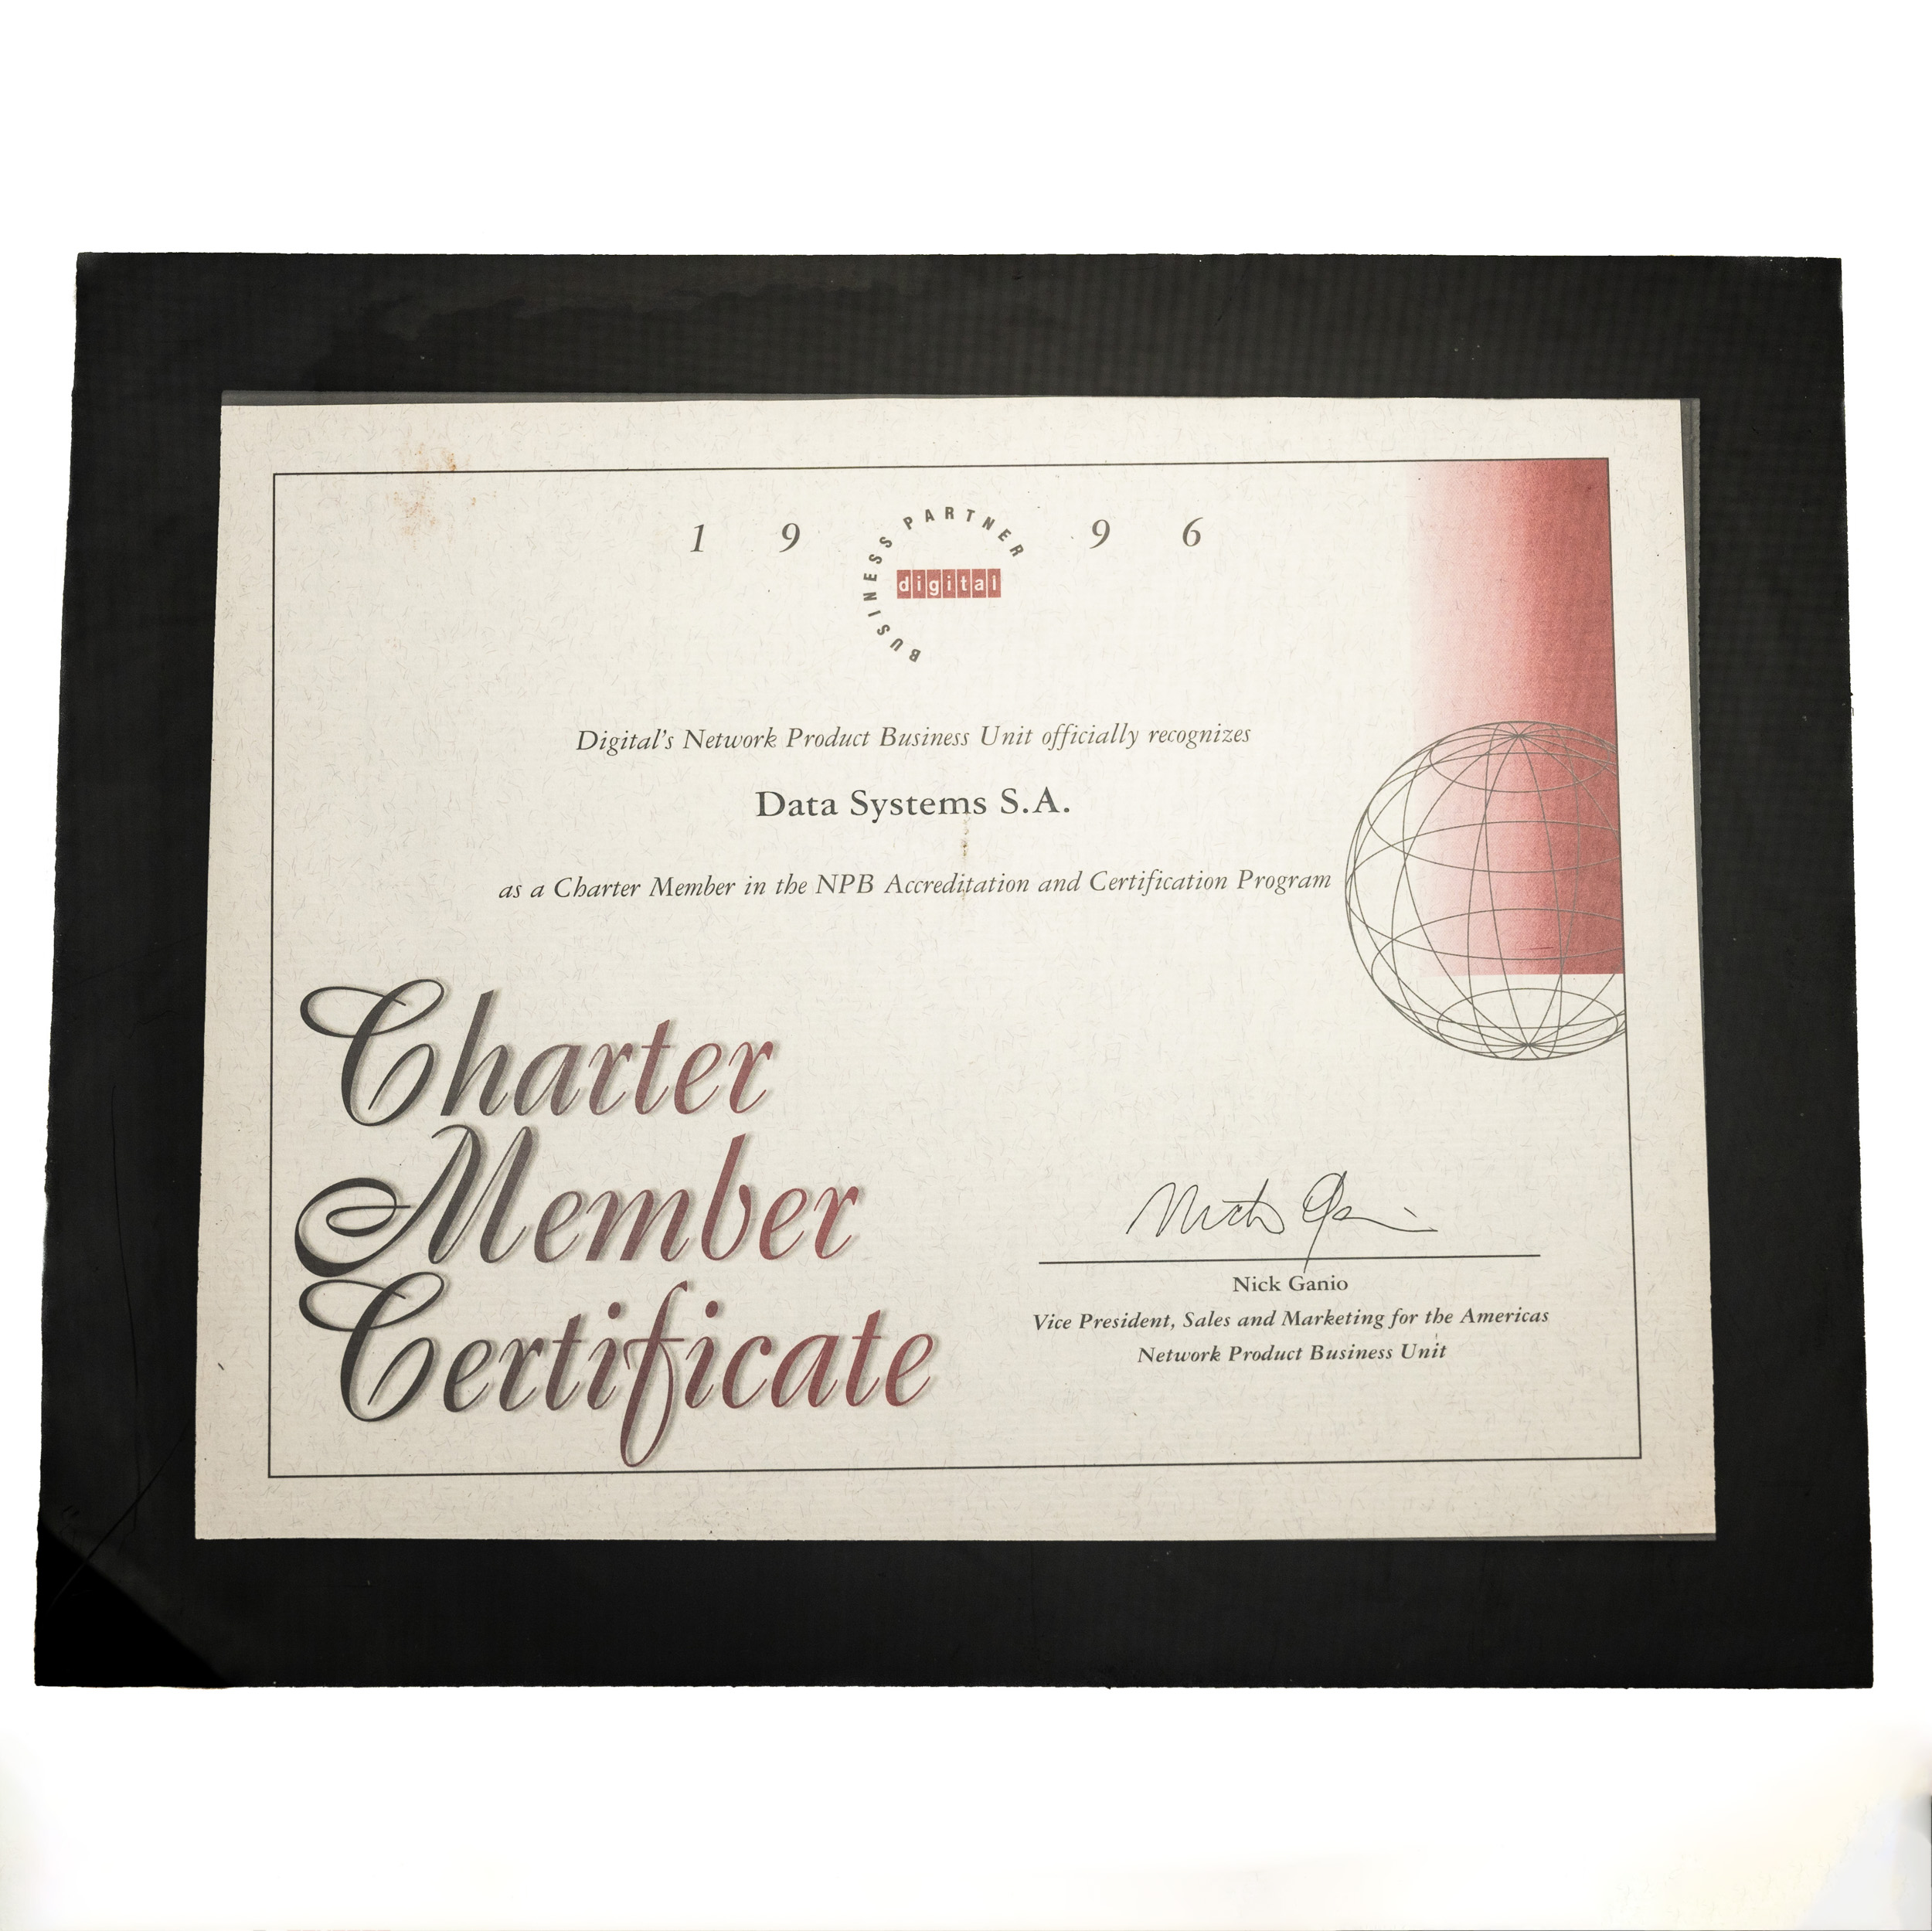 1 9 9 6
BUSINESS PARTNER
digital
Digital's Network Product Business Unit officially recognizes
Data Systems S.A.
as a Charter Member in the NPB Accreditation and Certification Program
Charter
Member
Certificate
Nick Ganio
Nick Ganio
Vice President, Sales and Marketing for the Americas
Network Product Business Unit